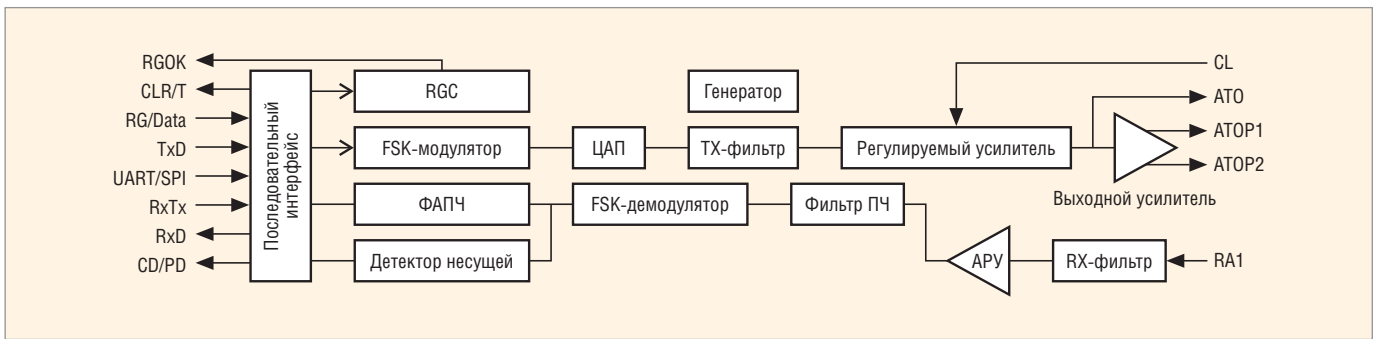 RGOK
CLR/T
RG/Data
TxD
UART/SPI
RxTx
RxD
CD/PD
Последовательный
интерфейс
RGC
FSK-модулятор
ФАПЧ
Детектор несущей
ЦАП
Генератор
TX-фильтр
FSK-демодулятор
Фильтр ПЧ
Регулируемый усилитель
АРУ
RX-фильтр
Выходной усилитель
CL
ATO
ATOP1
ATOP2
RA1